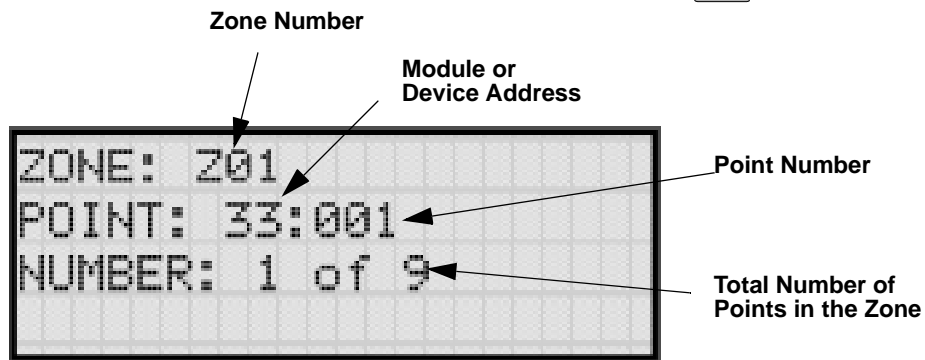 Zone Number
Module or
Device Address
ZONE: Z01
Point Number
POINT: 33:001
NUMBER: 1 of 9
Total Number of
Points in the Zone